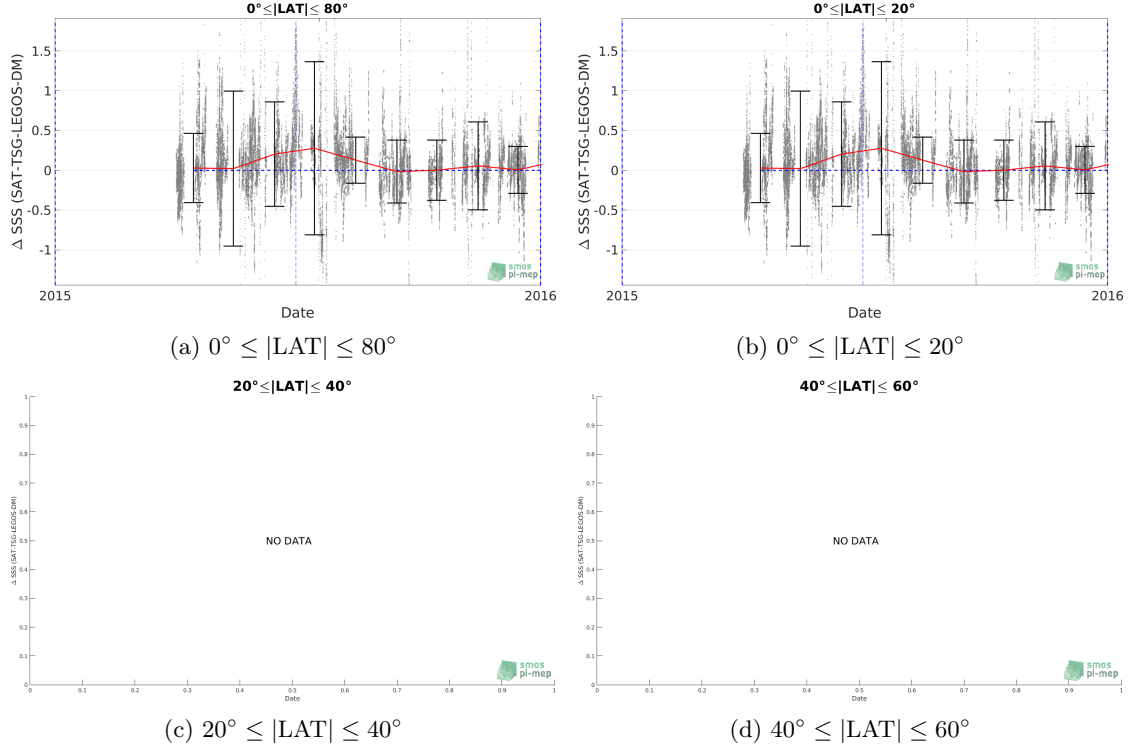 0°≤|LAT|≤ 80°
Δ SSS (SAT-TSG-LEGOS-DM)
1.5
1
0.5
0
-0.5
-1
2015
2016
Date
smos
pi-mep
(a) 0° ≤ |LAT| ≤ 80°
0°≤|LAT|≤ 20°
Δ SSS (SAT-TSG-LEGOS-DM)
1.5
1
0.5
0
-0.5
-1
2015
2016
Date
smos
pi-mep
(b) 0° ≤ |LAT| ≤ 20°
20°≤|LAT|≤ 40°
Δ SSS (SAT-TSG-LEGOS-DM)
1
0.9
0.8
0.7
0.6
0.5
0.4
0.3
0.2
0.1
0
NO DATA
0 0.1 0.2 0.3 0.4 0.5 0.6 0.7 0.8 0.9 1
Date
smos
pi-mep
(c) 20° ≤ |LAT| ≤ 40°
40°≤|LAT|≤ 60°
Δ SSS (SAT-TSG-LEGOS-DM)
1
0.9
0.8
0.7
0.6
0.5
0.4
0.3
0.2
0.1
0
NO DATA
0 0.1 0.2 0.3 0.4 0.5 0.6 0.7 0.8 0.9 1
Date
smos
pi-mep
(d) 40° ≤ |LAT| ≤ 60°